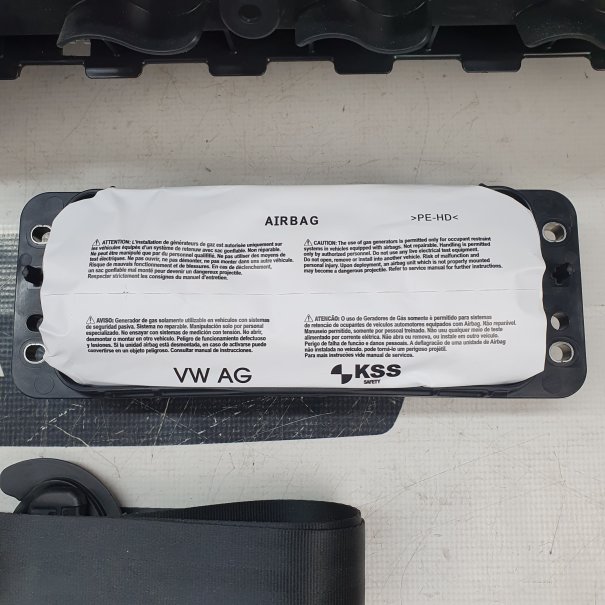 AIRBAG
>PE-HD<
ATTENTION: L'installation de générateurs de gaz est autorisée uniquement sur
les véhicules équipés d'un système de retenue avec sac gonflable. Non réparable.
Ne peut être manipulé que par du personnel qualifié. Ne pas utiliser des moyens de
test électriques. Ne pas ouvrir, ne pas démonter, ne pas monter dans une autre véhicule.
Risque de mauvais fonctionnement et de blessures. En cas de déclenchement,
un sac gonflable mal monté peut devenir un dangereux projectile.
Respecter strictement les consignes du manuel d'entretien.
CAUTION: The use of gas generators is permitted only for occupant restraint
systems in vehicles equipped with airbags. Not repairable. Handling is permitted
only by authorized personnel. Do not use any live electrical test equipment.
Do not open, remove or install into another vehicle. Risk of malfunction and
personal injury. Upon deployment, an airbag unit which is not properly mounted
may become a dangerous projectile. Refer to service manual for further instructions.
AVISO: Generador de gas solamente utilizable en vehículos con sistemas
de seguridad pasiva. Sistema no reparable. Manipulación solo por personal
especializado. No ensayar con sistemas de medición con tensión. No abrir,
desmontar o montar en otro vehículo. Peligro de funcionamiento defectuoso
y lesiones. Si la unidad airbag está desmontada, en caso de activarse puede
convertirse en un objeto peligroso. Consultar manual de instrucciones.
ATENCIÃO: O uso de Geradores de Gás somente è permitido para sistemas
de retenção de ocupantes de veículos automotores equipados com Airbag. Não reparável.
Manuseio permitido, somente por pessoal treinado. Não usu qualquer maio de teste
alimentado por corrente elétrica. Não abra ou remova, ou instale em outro veículo.
Perigo de falha de função e danos pessoais. A deflagração de uma unidade de Airbag
não instalada no veículo, pode torná-lo um perigoso projétil.
Para mais instruciões vide manual de servicos.
VW AG
KSS
SAFETY